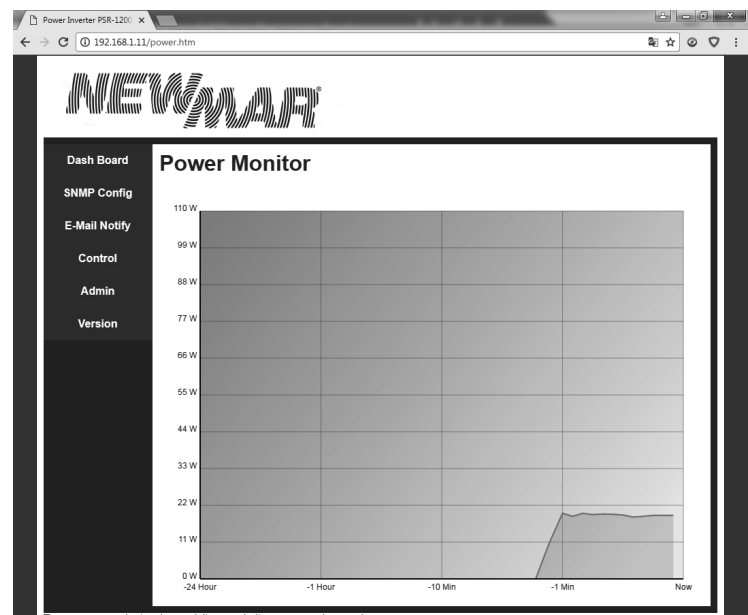 Power Inverter PSR-1200
192.168.1.11/power.htm
NEWMAR®
Dash Board
SNMP Config
E-Mail Notify
Control
Admin
Version
Power Monitor
110 W
99 W
88 W
77 W
66 W
55 W
44 W
33 W
22 W
11 W
0 W
-24 Hour
-1 Hour
-10 Min
-1 Min
Now